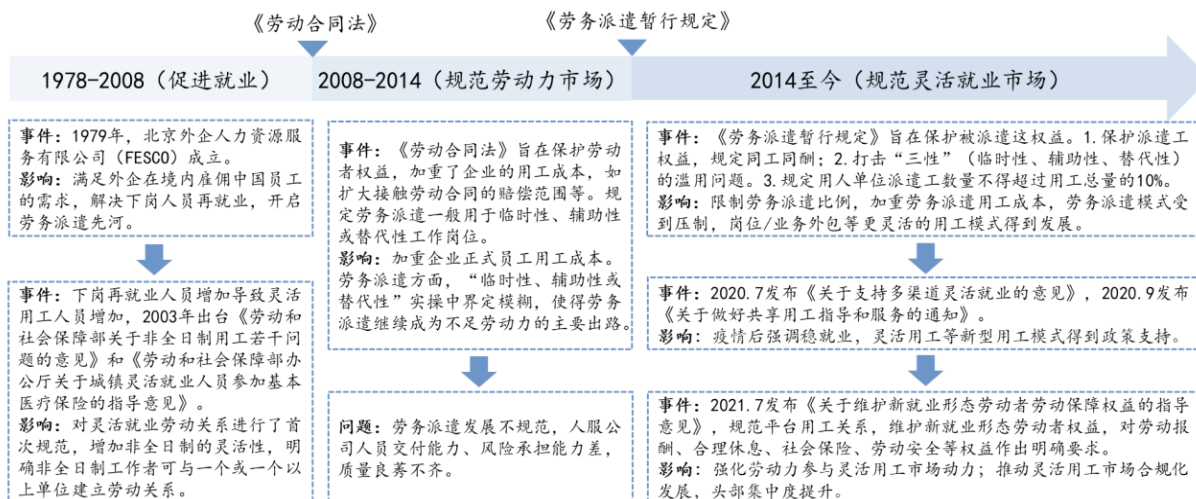 《劳动合同法》
《劳务派遣暂行规定》
1978-2008（促进就业）
2008-2014（规范劳动力市场）
2014至今（规范灵活就业市场）
事件：1979年，北京外企人力资源服
务有限公司（FESCO）成立。
影响：满足外企在境内雇佣中国员工
的需求，解决下岗人员再就业，开启
劳务派遣先河。
事件：下岗再就业人员增加导致灵活
用工人员增加，2003年出台《劳动和
社会保障部关于非全日制用工若干问
题的意见》和《劳动和社会保障部办
公厅关于城镇灵活就业人员参加基本
医疗保险的指导意见》。
影响：对灵活就业劳动关系进行了首
次规范，增加非全日制的灵活性，明
确非全日制工作者可与一个或一个以
上单位建立劳动关系。
事件：《劳动合同法》旨在保护劳动
者权益，加重了企业的用工成本，如
扩大接触劳动合同的赔偿范围等。规
定劳务派遣一般用于临时性、辅助性
或替代性工作岗位。
影响：加重企业正式员工用工成本。
劳务派遣方面，“临时性、辅助性或
替代性”实操中界定模糊，使得劳务
派遣继续成为不足劳动力的主要出路。
问题：劳务派遣发展不规范，人服公
司人员交付能力、风险承担能力差，
质量良莠不齐。
事件：《劳务派遣暂行规定》旨在保护被派遣这权益。1.保护派遣工
权益，规定同工同酬；2.打击“三性”（临时性、辅助性、替代性）
的滥用问题。3.规定用人单位派遣工数量不得超过用工总量的10%。
影响：限制劳务派遣比例，加重劳务派遣用工成本，劳务派遣模式受
到压制，岗位/业务外包等更灵活的用工模式得到发展。
事件：2020.7发布《关于支持多渠道灵活就业的意见》，2020.9发布
《关于做好共享用工指导和服务的通知》。
影响：疫情后强调稳就业，灵活用工等新型用工模式得到政策支持。
事件：2021.7发布《关于维护新就业形态劳动者劳动保障权益的指导
意见》，规范平台用工关系，维护新就业形态劳动者权益，对劳动报
酬、合理休息、社会保险、劳动安全等权益作出明确要求。
影响：强化劳动力参与灵活用工市场动力；推动灵活用工市场合规化
发展，头部集中度提升。